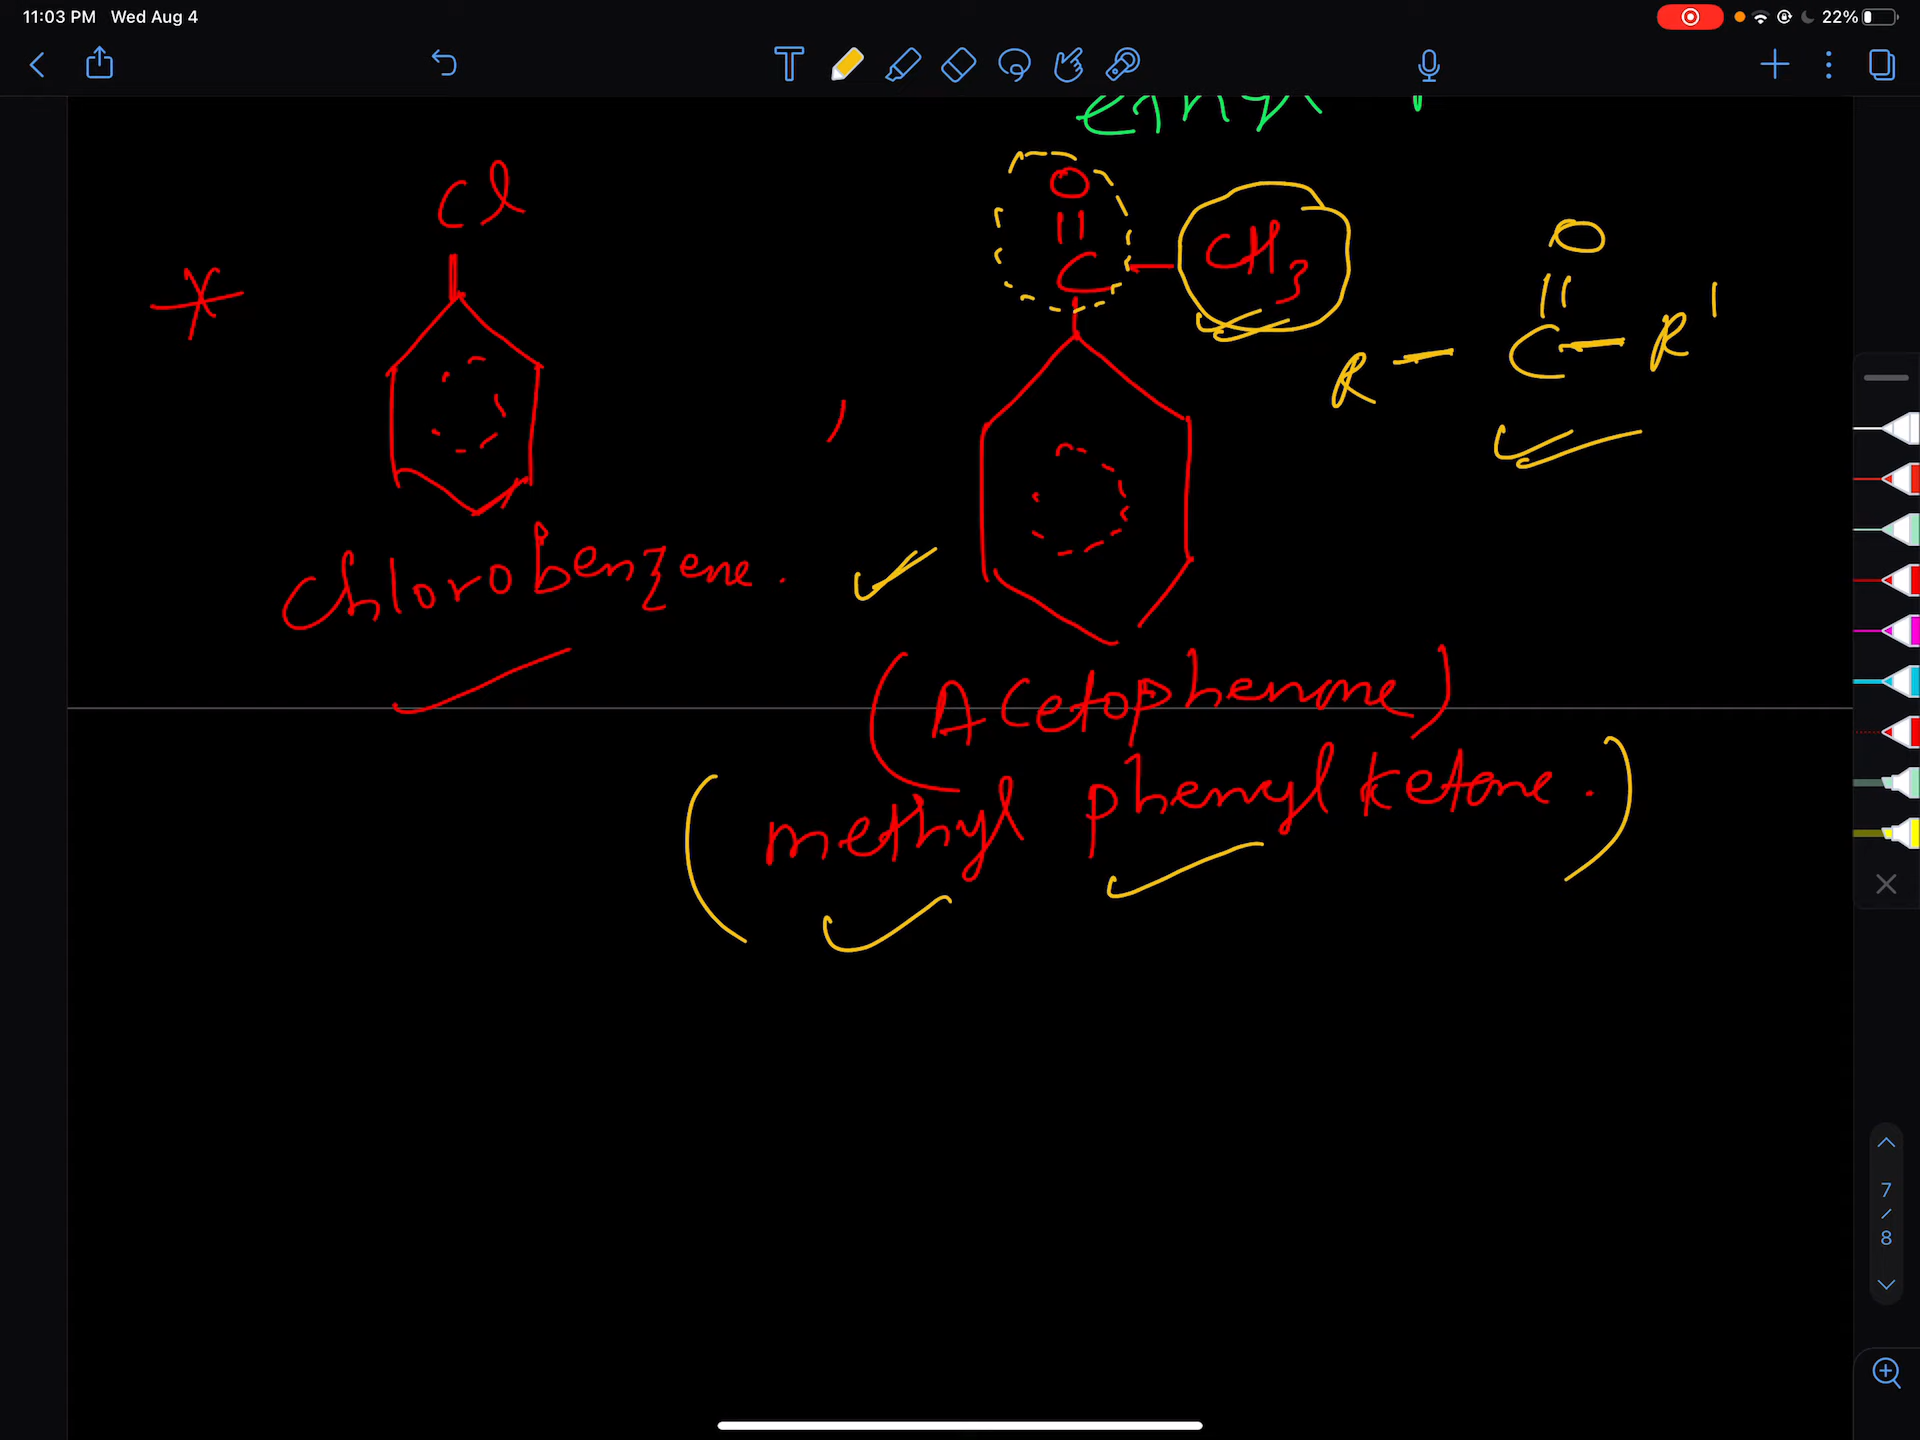 11:03 PM Wed Aug 4
22%
T
Cl
O
C
CH3
O
C
R
R'
,
Chlorobenzene.
(Acetophenone)
(methyl phenyl ketone.)
7
/
8